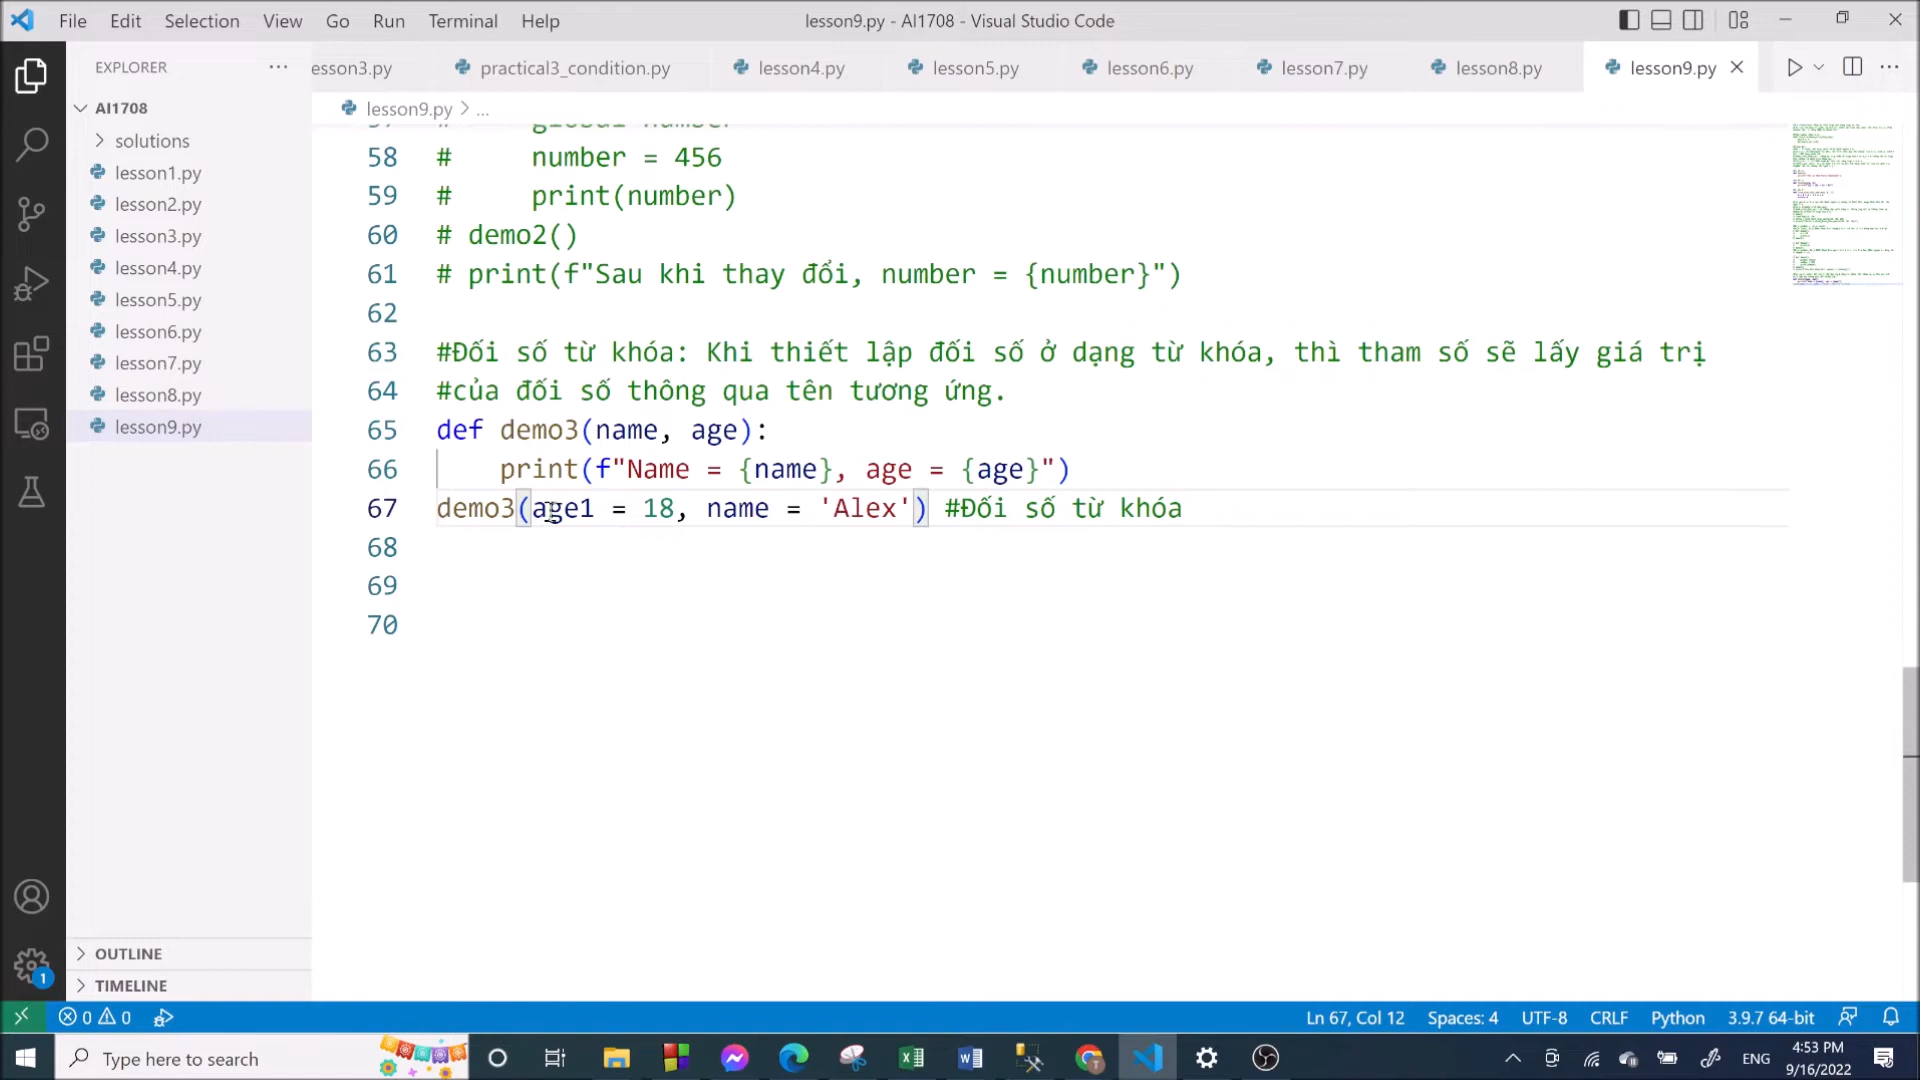 File Edit Selection View Go Run Terminal Help
lesson9.py - AI1708 - Visual Studio Code
EXPLORER
esson3.py practical3_condition.py lesson4.py lesson5.py lesson6.py lesson7.py lesson8.py lesson9.py
AI1708
solutions
lesson1.py
lesson2.py
lesson3.py
lesson4.py
lesson5.py
lesson6.py
lesson7.py
lesson8.py
lesson9.py
OUTLINE
TIMELINE
lesson9.py > ...
57 # global number
58 # number = 456
59 # print(number)
60 # demo2()
61 # print(f"Sau khi thay đổi, number = {number}")
62
63 #Đối số từ khóa: Khi thiết lập đối số ở dạng từ khóa, thì tham số sẽ lấy giá trị
64 #của đối số thông qua tên tương ứng.
65 def demo3(name, age):
66 print(f"Name = {name}, age = {age}")
67 demo3(age1 = 18, name = 'Alex') #Đối số từ khóa
68
69
70
1
0 0
Ln 67, Col 12 Spaces: 4 UTF-8 CRLF Python 3.9.7 64-bit
Type here to search
ENG
4:53 PM
9/16/2022